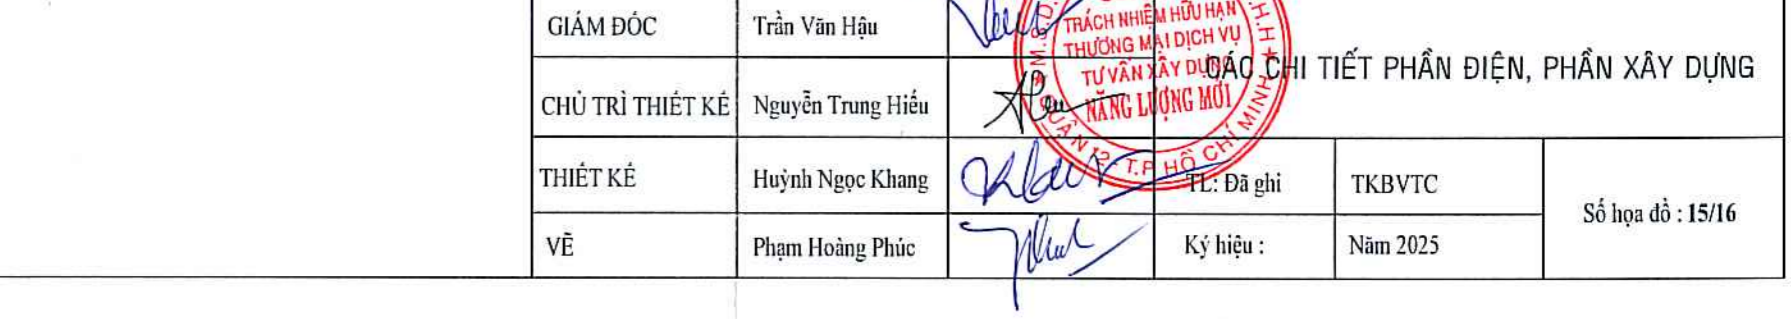 GIÁM ĐỐC Trần Văn Hậu
TRÁCH NHIỆM HỮU HẠN
THƯƠNG MẠI DỊCH VỤ
TƯ VẤN XÂY DỰNG
NĂNG LƯỢNG MỚI
QUẬN 12 - T.P HỒ CHÍ MINH
M.S.D.
T.H.H
CÁC CHI TIẾT PHẦN ĐIỆN, PHẦN XÂY DỰNG
CHỦ TRÌ THIẾT KẾ Nguyễn Trung Hiếu
THIẾT KẾ Huỳnh Ngọc Khang TL: Đã ghi TKBVTC
Số họa đồ : 15/16
VẼ Phạm Hoàng Phúc Ký hiệu : Năm 2025